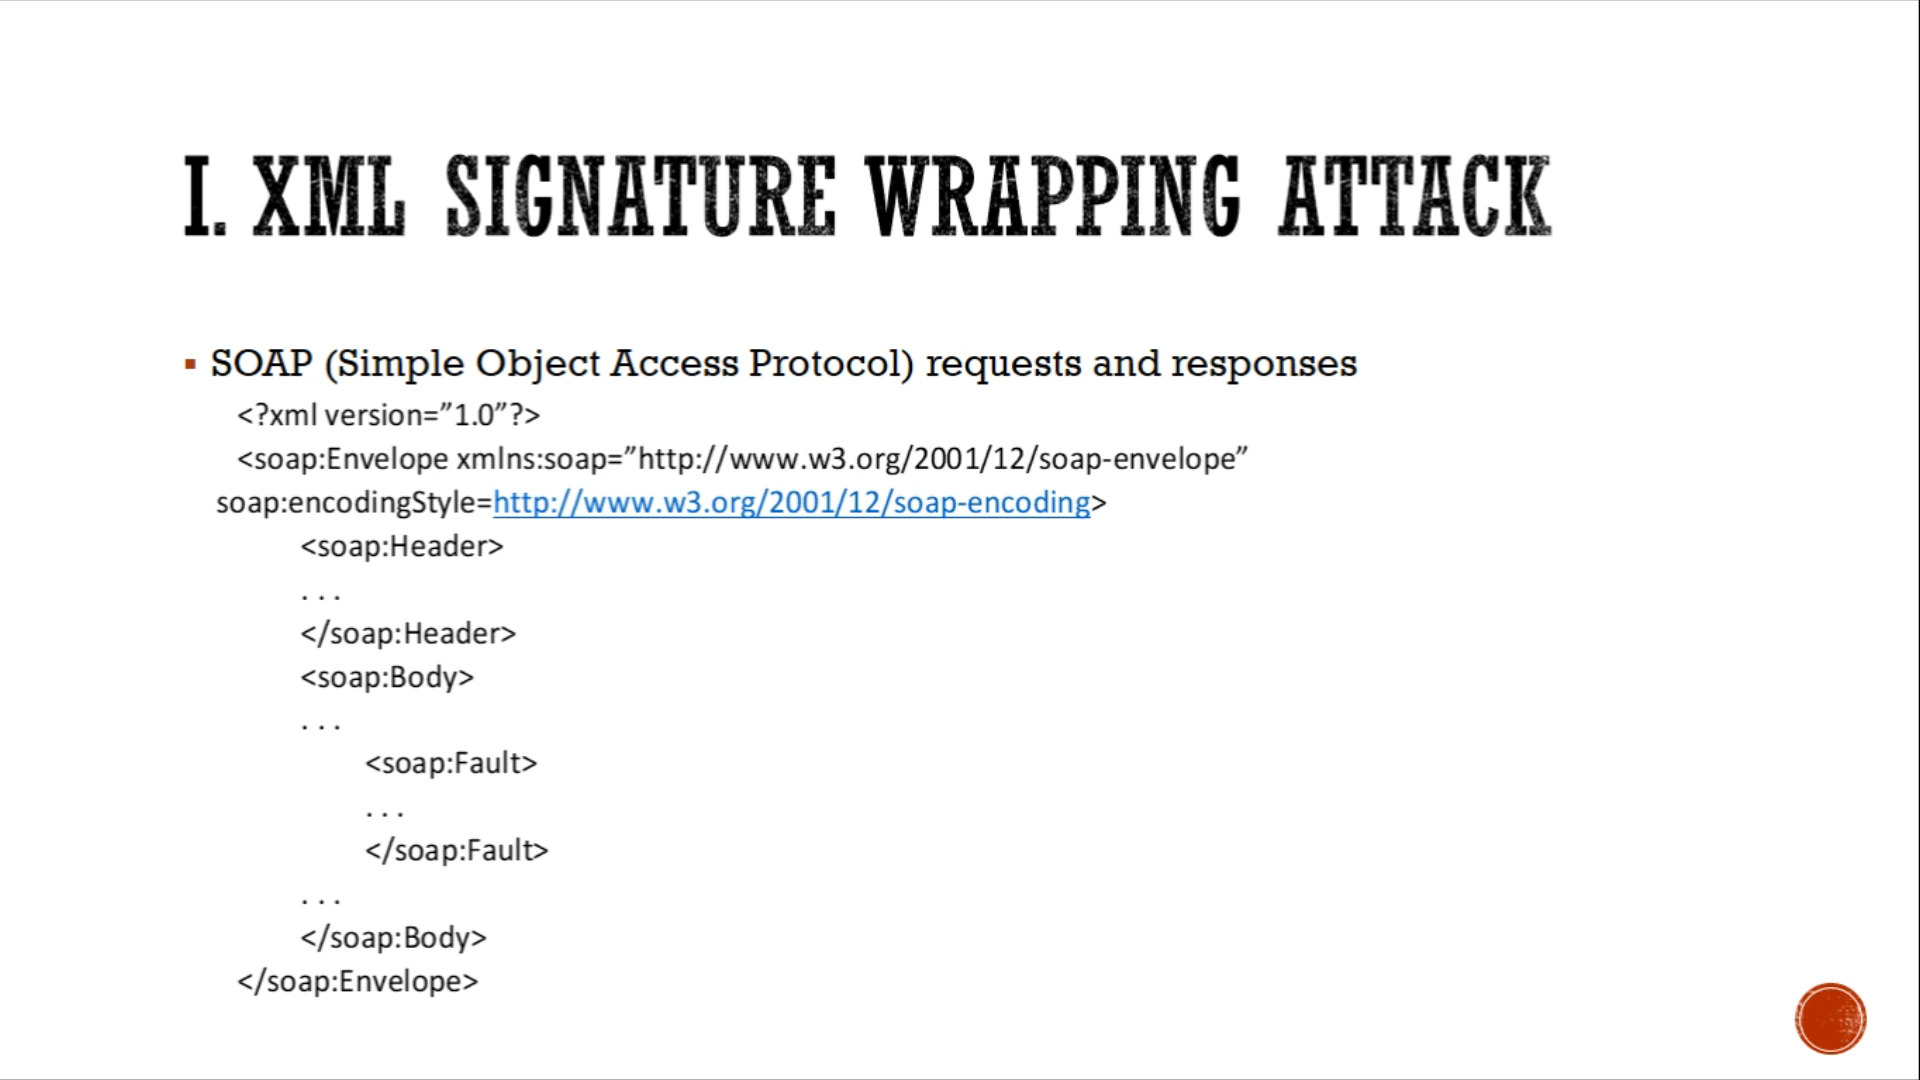 I. XML SIGNATURE WRAPPING ATTACK
▪ SOAP (Simple Object Access Protocol) requests and responses
<?xml version=”1.0”?>
<soap:Envelope xmlns:soap=”http://www.w3.org/2001/12/soap-envelope”
soap:encodingStyle=http://www.w3.org/2001/12/soap-encoding>
<soap:Header>
. . .
</soap:Header>
<soap:Body>
. . .
<soap:Fault>
. . .
</soap:Fault>
. . .
</soap:Body>
</soap:Envelope>